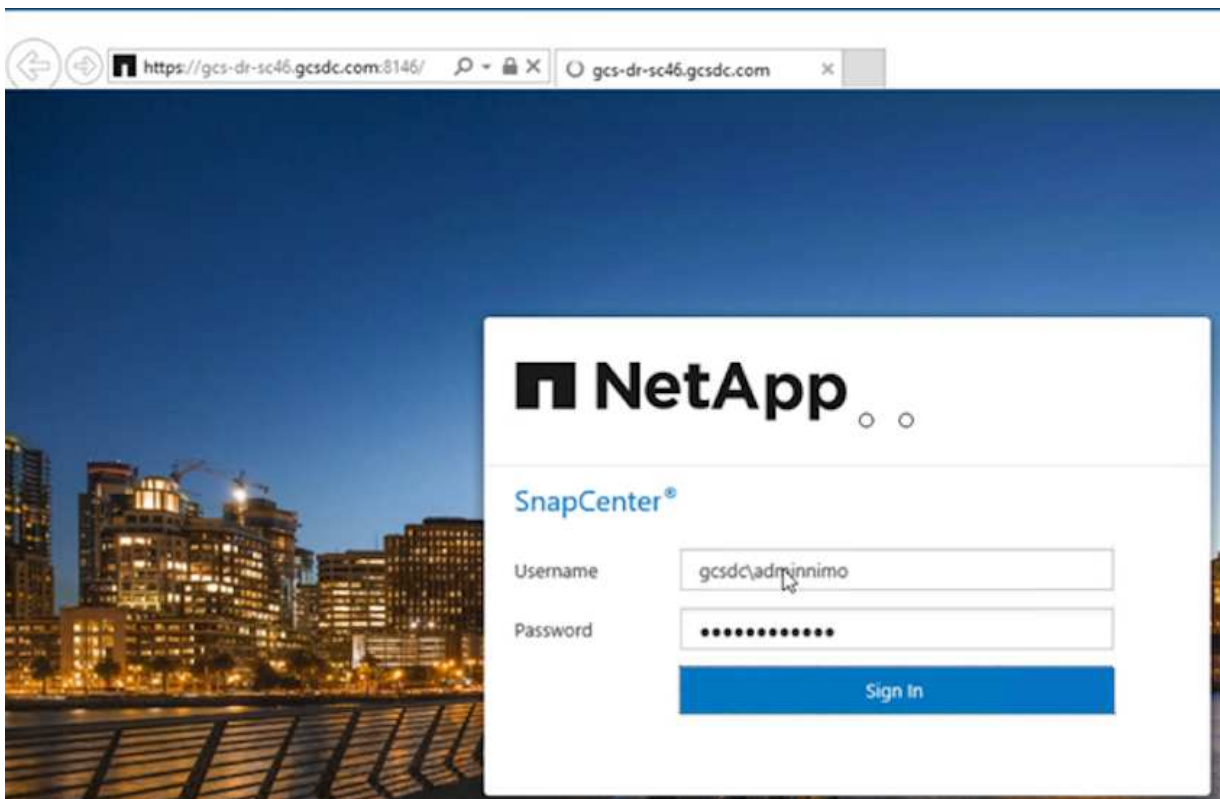 https://gcs-dr-sc46.gcsdc.com:8146/ gcs-dr-sc46.gcsdc.com
NetApp
SnapCenter®
Username gcsdc\adminnimo
Password ●●●●●●●●●●●●
Sign In